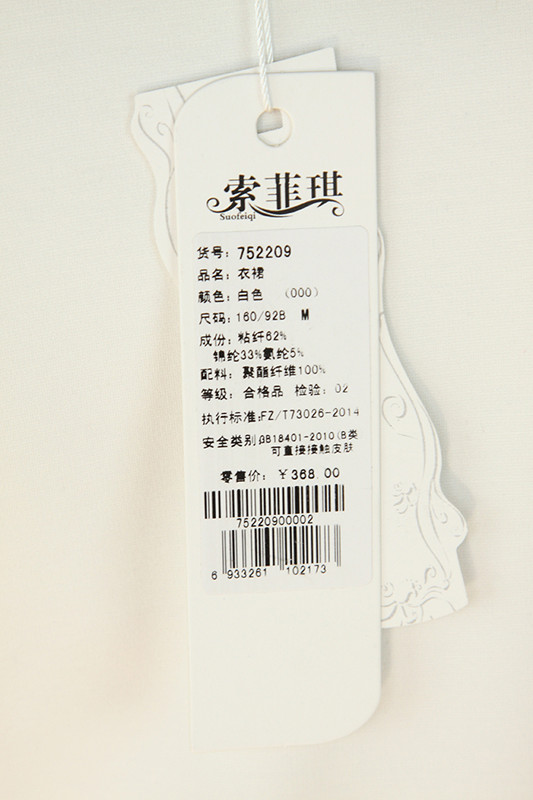 索菲琪
Suofeiqi
货号: 752209
品名: 衣裙
颜色: 白色 (000)
尺码: 160/92B M
成份: 粘纤62%
锦纶33%氨纶5%
配料: 聚酯纤维100%
等级: 合格品 检验: 02
执行标准:FZ/T73026-2014
安全类别:GB18401-2010(B类
可直接接触皮肤
零售价: ￥368.00
75220900002
6 933261 102173